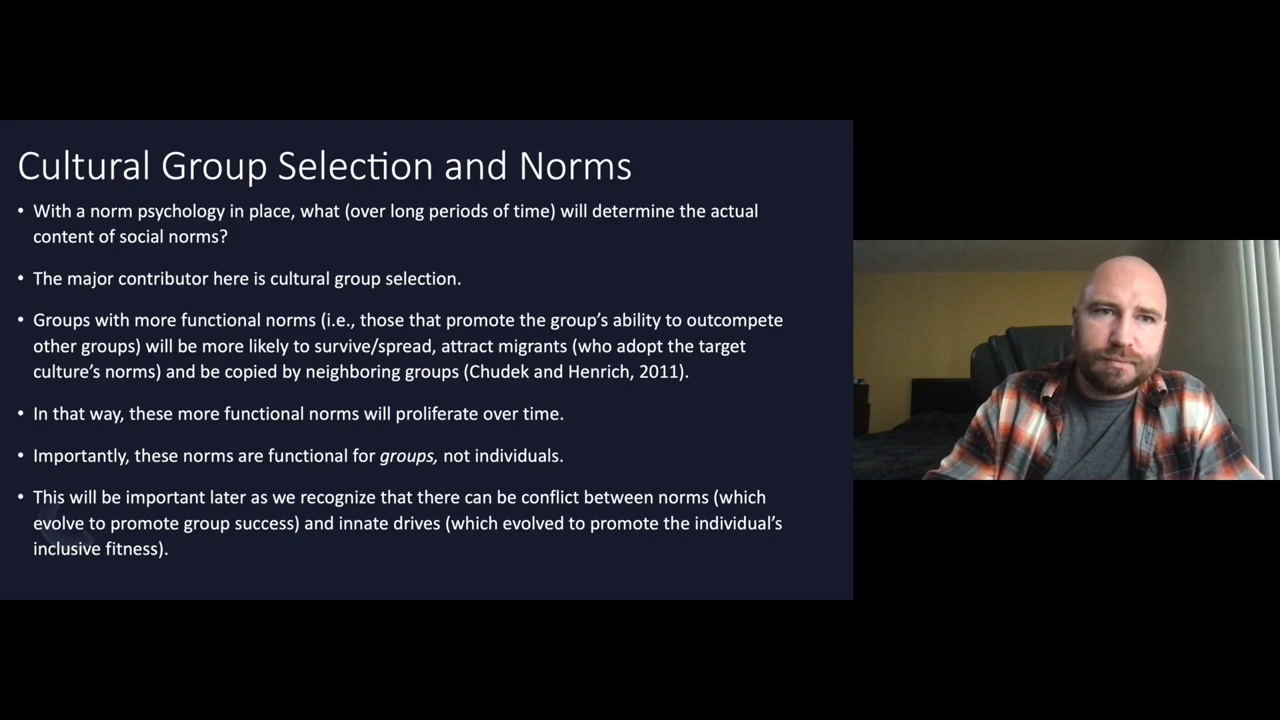 Cultural Group Selection and Norms
• With a norm psychology in place, what (over long periods of time) will determine the actual
content of social norms?
• The major contributor here is cultural group selection.
• Groups with more functional norms (i.e., those that promote the group's ability to outcompete
other groups) will be more likely to survive/spread, attract migrants (who adopt the target
culture's norms) and be copied by neighboring groups (Chudek and Henrich, 2011).
• In that way, these more functional norms will proliferate over time.
• Importantly, these norms are functional for groups, not individuals.
• This will be important later as we recognize that there can be conflict between norms (which
evolve to promote group success) and innate drives (which evolved to promote the individual's
inclusive fitness).